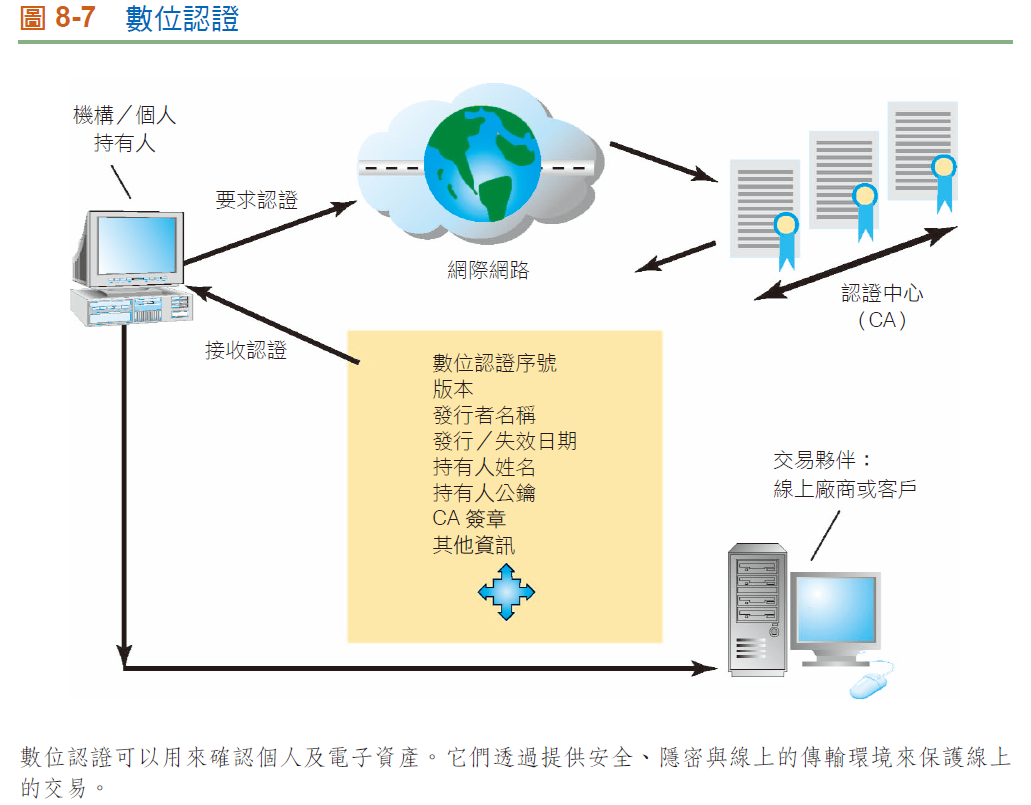 圖 8-7 數位認證
機構／個人
持有人
要求認證
網際網路
認證中心
（CA）
接收認證
數位認證序號
版本
發行者名稱
發行／失效日期
持有人姓名
持有人公鑰
CA 簽章
其他資訊
交易夥伴：
線上廠商或客戶
數位認證可以用來確認個人及電子資產。它們透過提供安全、隱密與線上的傳輸環境來保護線上
的交易。